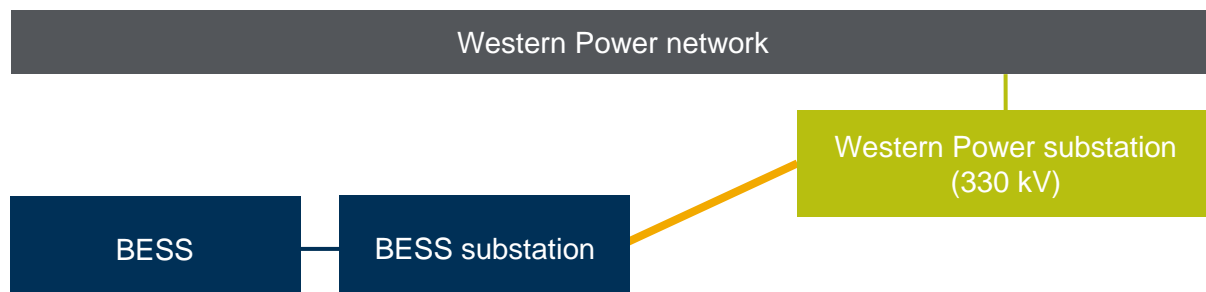 Western Power network
Western Power substation
(330 kV)
BESS
BESS substation